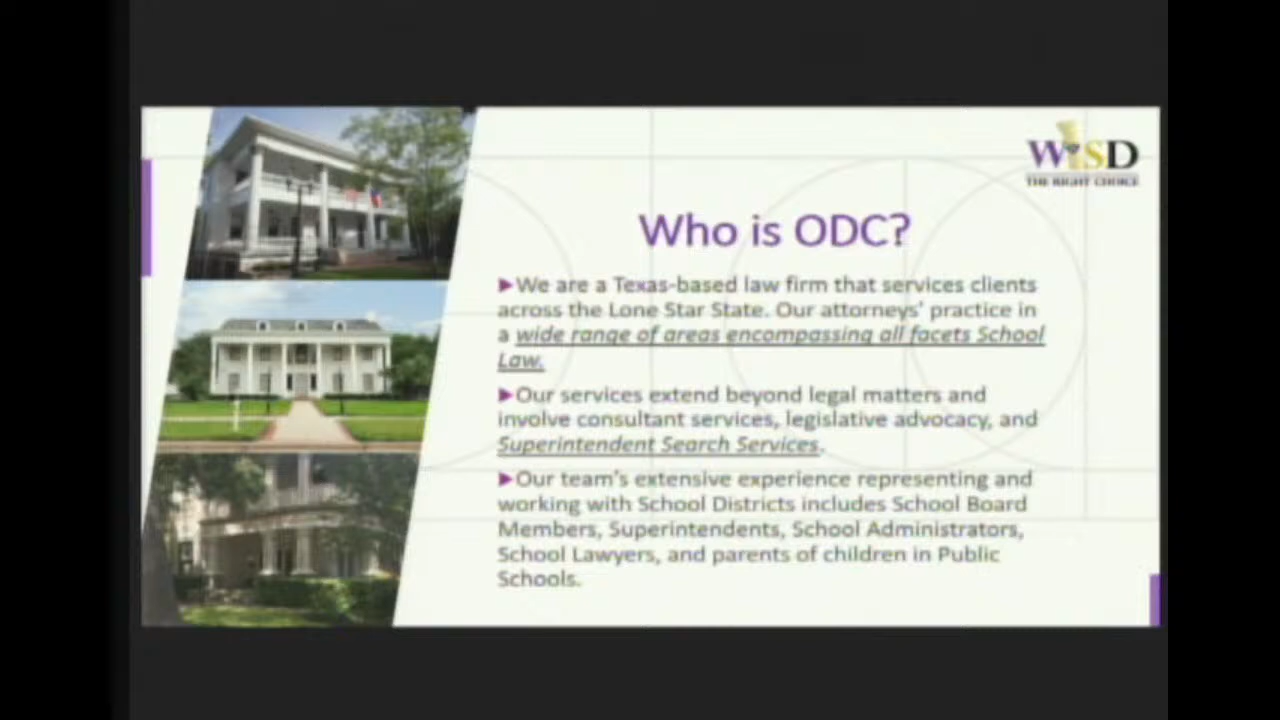 WISD
THE RIGHT CHOICE
Who is ODC?
▶We are a Texas-based law firm that services clients
across the Lone Star State. Our attorneys’ practice in
a wide range of areas encompassing all facets School
Law.
▶Our services extend beyond legal matters and
involve consultant services, legislative advocacy, and
Superintendent Search Services.
▶Our team’s extensive experience representing and
working with School Districts includes School Board
Members, Superintendents, School Administrators,
School Lawyers, and parents of children in Public
Schools.